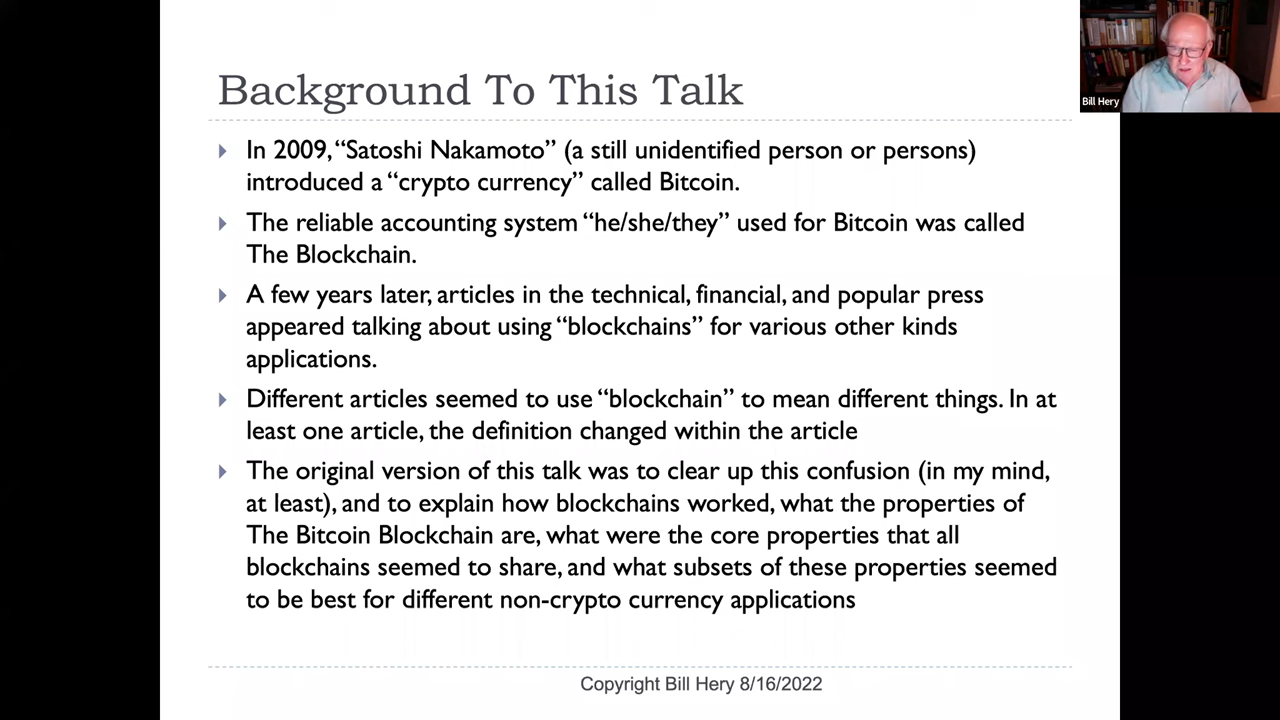 Background To This Talk
In 2009, “Satoshi Nakamoto” (a still unidentified person or persons)
introduced a “crypto currency” called Bitcoin.
The reliable accounting system “he/she/they” used for Bitcoin was called
The Blockchain.
A few years later, articles in the technical, financial, and popular press
appeared talking about using “blockchains” for various other kinds
applications.
Different articles seemed to use “blockchain” to mean different things. In at
least one article, the definition changed within the article
The original version of this talk was to clear up this confusion (in my mind,
at least), and to explain how blockchains worked, what the properties of
The Bitcoin Blockchain are, what were the core properties that all
blockchains seemed to share, and what subsets of these properties seemed
to be best for different non-crypto currency applications
Copyright Bill Hery 8/16/2022
Bill Hery